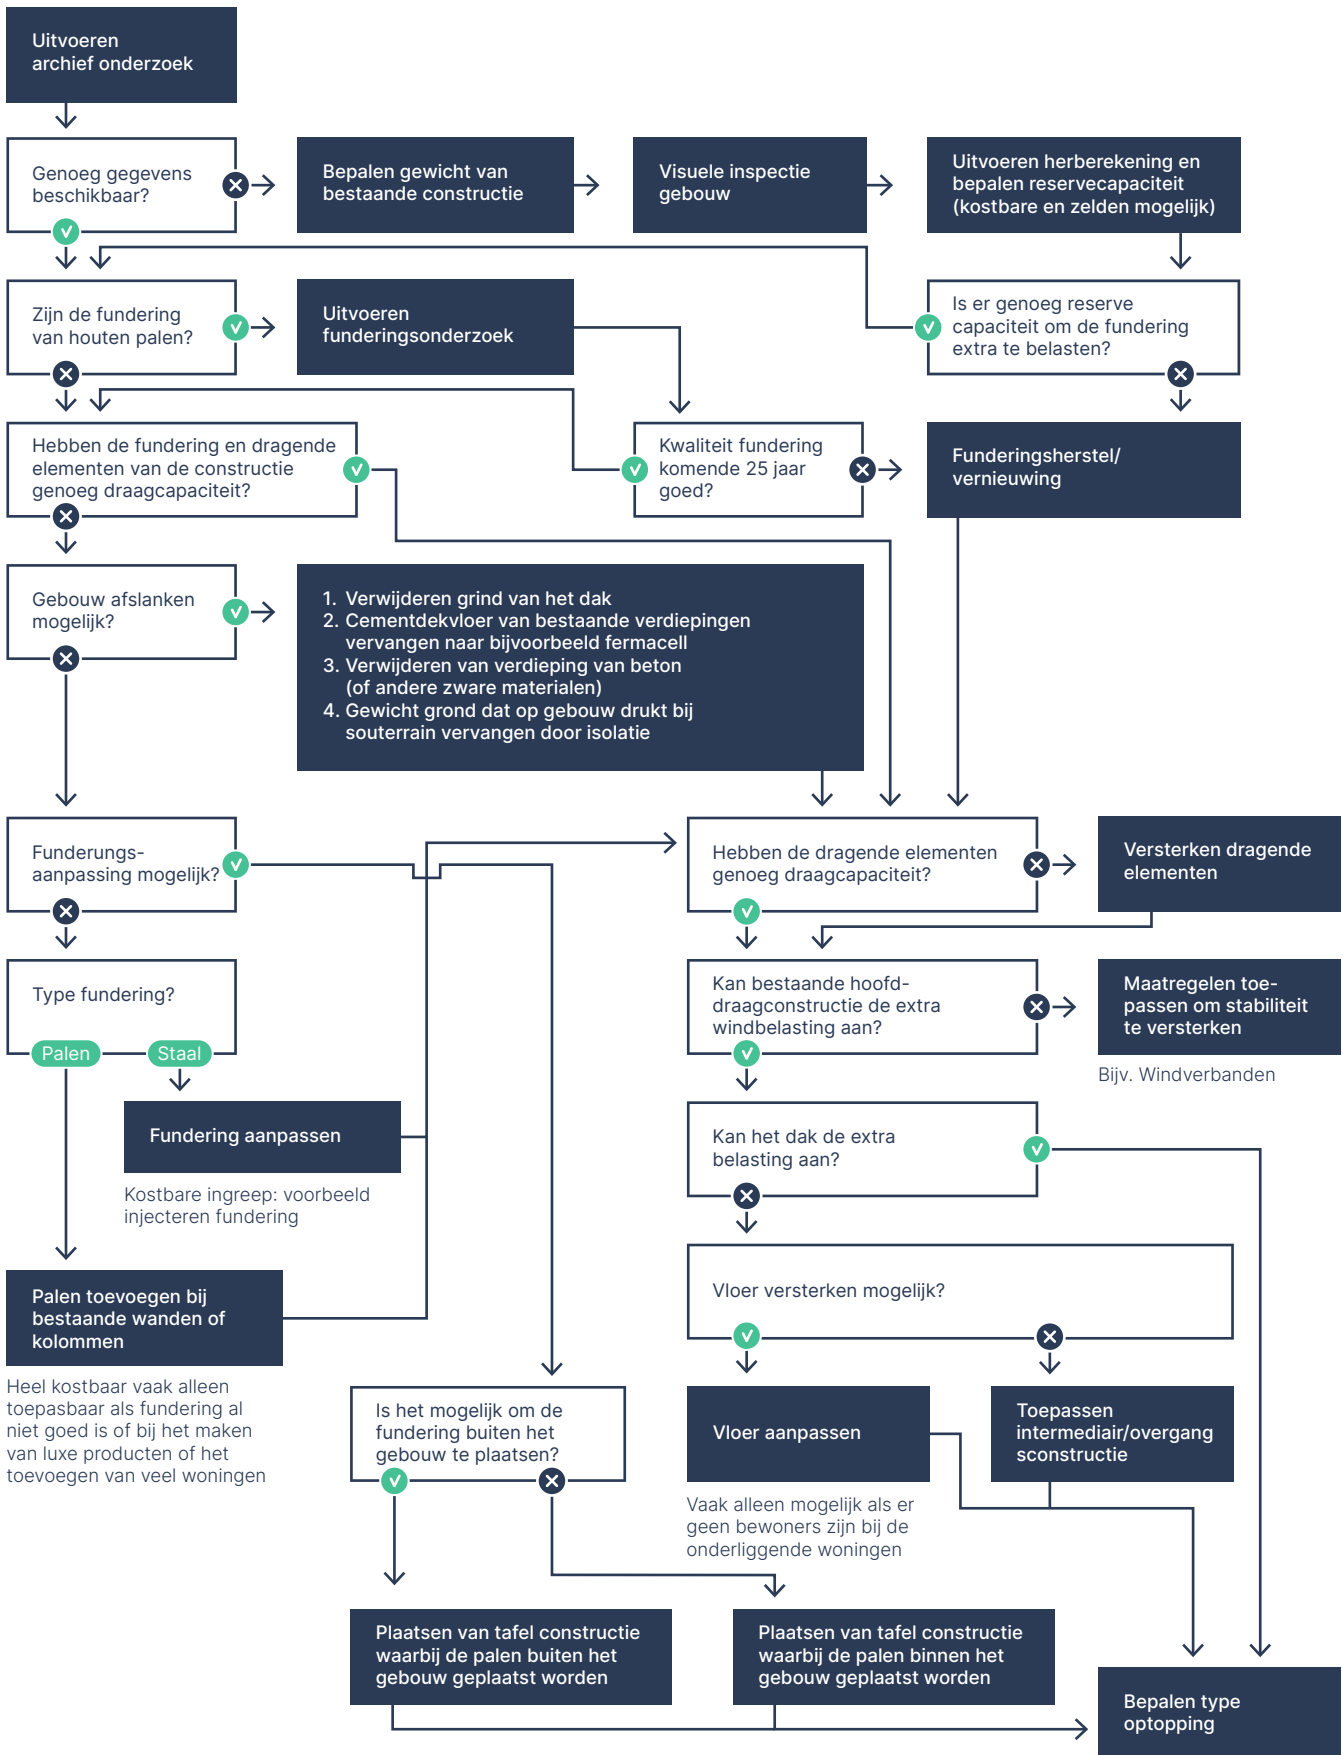 Uitvoeren
archief onderzoek
Genoeg gegevens
beschikbaar?
Bepalen gewicht van
bestaande constructie
Visuele inspectie
gebouw
Uitvoeren herberekening en
bepalen reservecapaciteit
(kostbare en zelden mogelijk)
Zijn de fundering
van houten palen?
Uitvoeren
funderingsonderzoek
Is er genoeg reserve
capaciteit om de fundering
extra te belasten?
Hebben de fundering en dragende
elementen van de constructie
genoeg draagcapaciteit?
Kwaliteit fundering
komende 25 jaar
goed?
Funderingsherstel/
vernieuwing
Gebouw afslanken
mogelijk?
1. Verwijderen grind van het dak
2. Cementdekvloer van bestaande verdiepingen
vervangen naar bijvoorbeeld fermacell
3. Verwijderen van verdieping van beton
(of andere zware materialen)
4. Gewicht grond dat op gebouw drukt bij
souterrain vervangen door isolatie
Funderungs-
aanpassing mogelijk?
Hebben de dragende elementen
genoeg draagcapaciteit?
Versterken dragende
elementen
Type fundering?
Palen
Staal
Kan bestaande hoofd-
draagconstructie de extra
windbelasting aan?
Maatregelen toe-
passen om stabiliteit
te versterken
Bijv. Windverbanden
Fundering aanpassen
Kostbare ingreep: voorbeeld
injecteren fundering
Kan het dak de extra
belasting aan?
Palen toevoegen bij
bestaande wanden of
kolommen
Heel kostbaar vaak alleen
toepasbaar als fundering al
niet goed is of bij het maken
van luxe producten of het
toevoegen van veel woningen
Vloer versterken mogelijk?
Is het mogelijk om de
fundering buiten het
gebouw te plaatsen?
Vloer aanpassen
Vaak alleen mogelijk als er
geen bewoners zijn bij de
onderliggende woningen
Toepassen
intermediair/overgang
sconstructie
Plaatsen van tafel constructie
waarbij de palen buiten het
gebouw geplaatst worden
Plaatsen van tafel constructie
waarbij de palen binnen het
gebouw geplaatst worden
Bepalen type
optopping